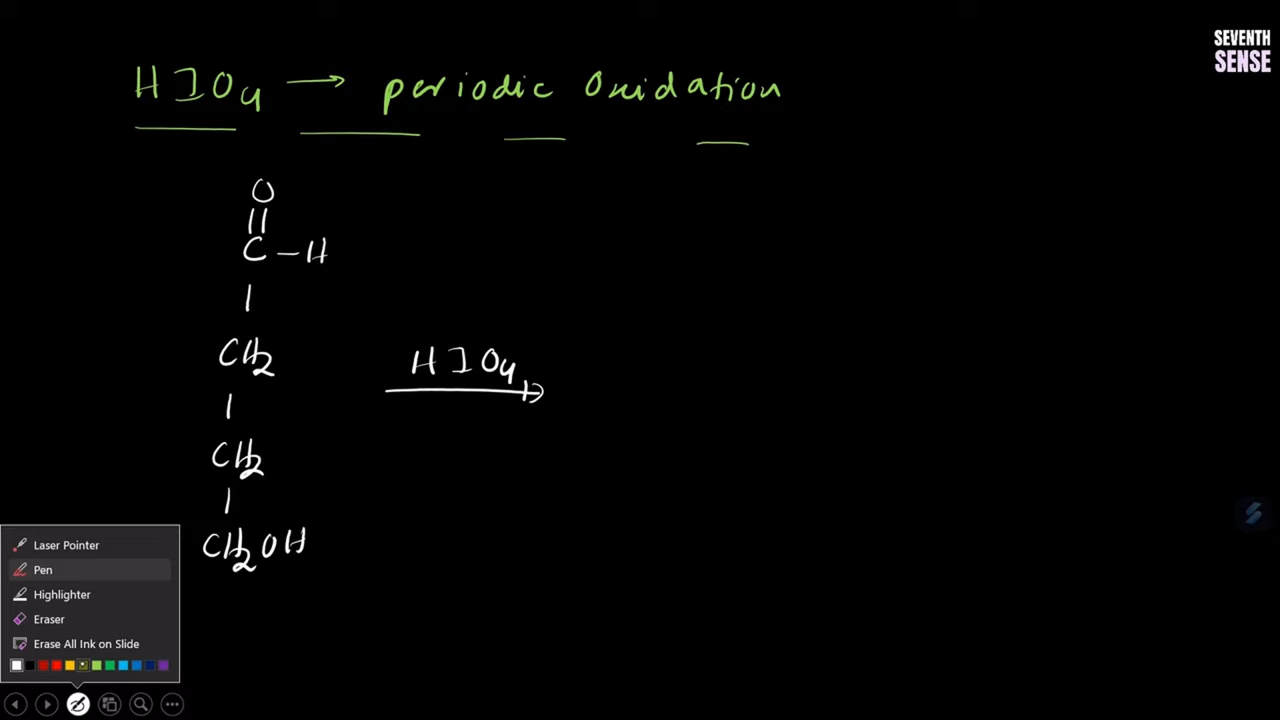 HIO4 → periodic Oxidation
SEVENTH
SENSE
O
||
C-H
|
CH2
HIO4
|
CH2
|
CH2OH
Laser Pointer
Pen
Highlighter
Eraser
Erase All Ink on Slide